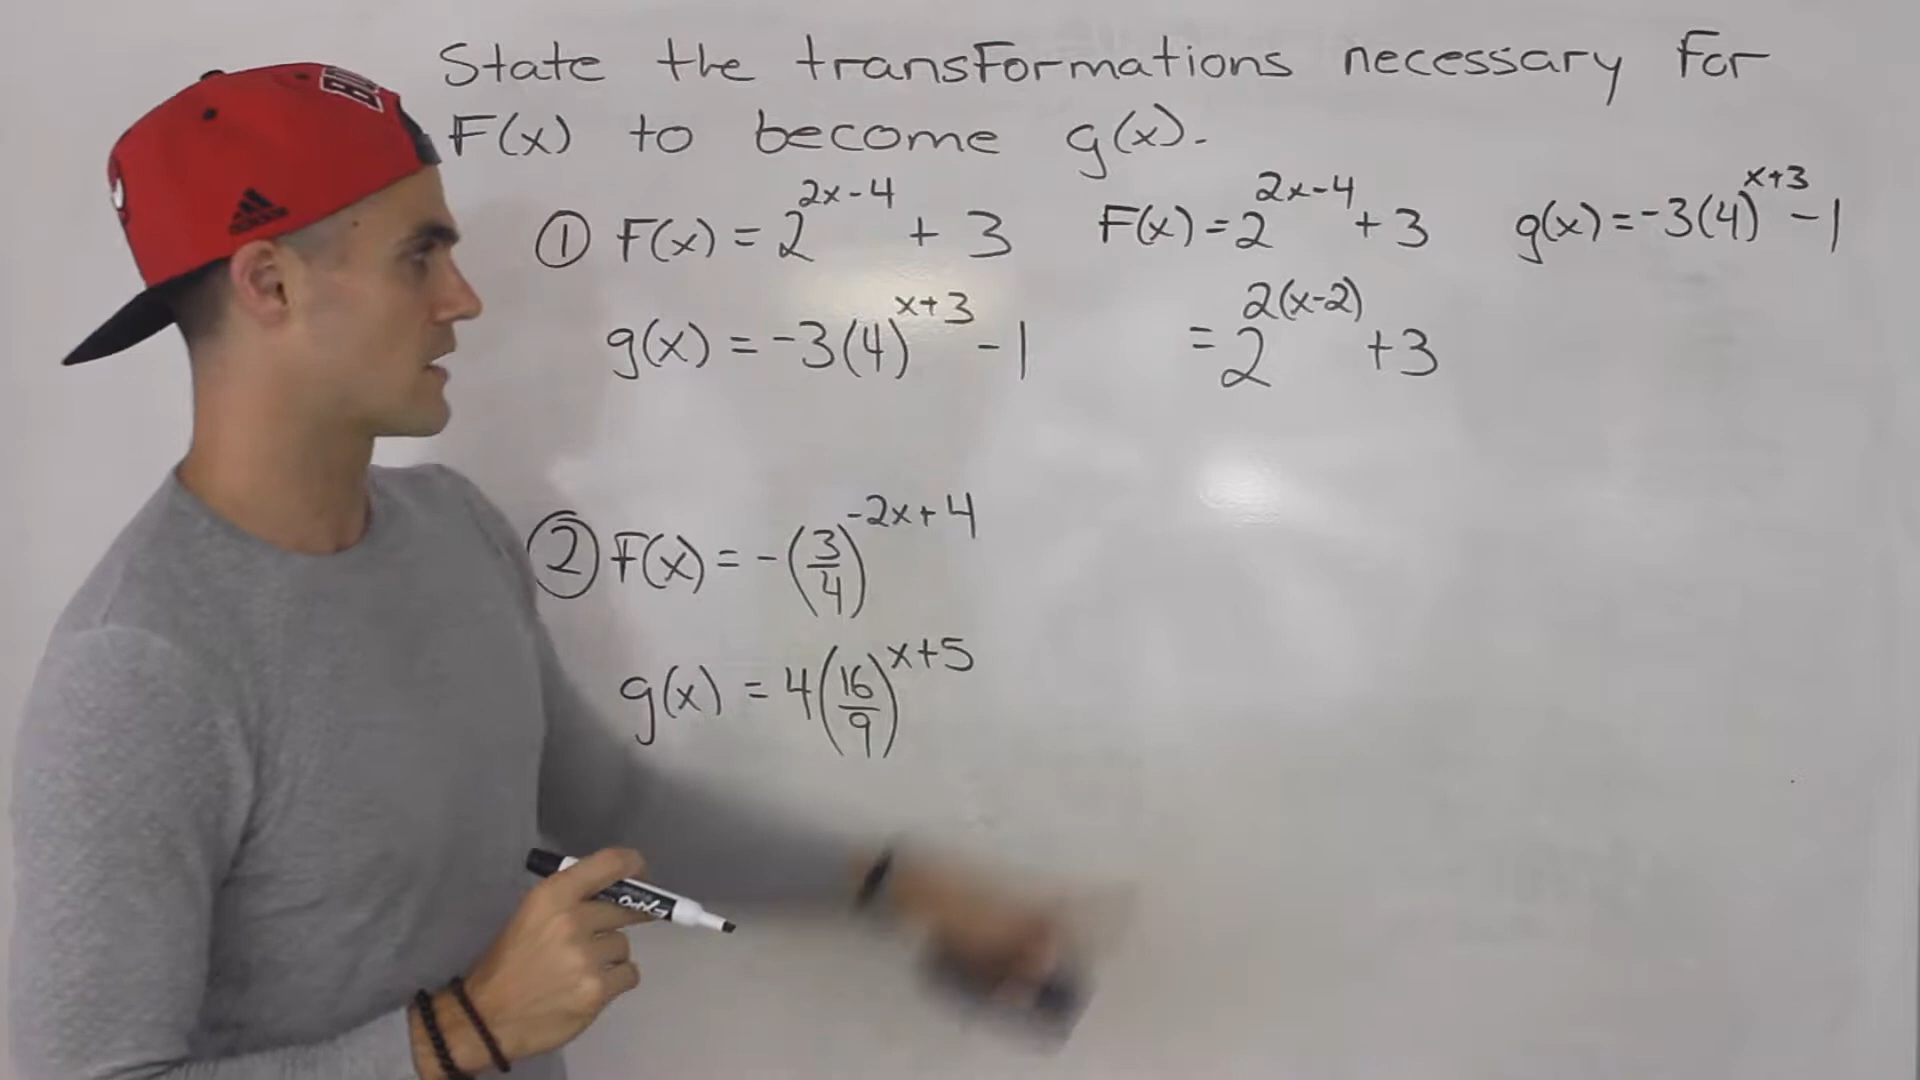 State the transformations necessary for
F(x) to become g(x).
① F(x) = 2^{2x-4} + 3
g(x) = -3(4)^{x+3} - 1
F(x) = 2^{2x-4} + 3
= 2^{2(x-2)} + 3
g(x) = -3(4)^{x+3} - 1
② F(x) = -(3/4)^{-2x+4}
g(x) = 4(16/9)^{x+5}